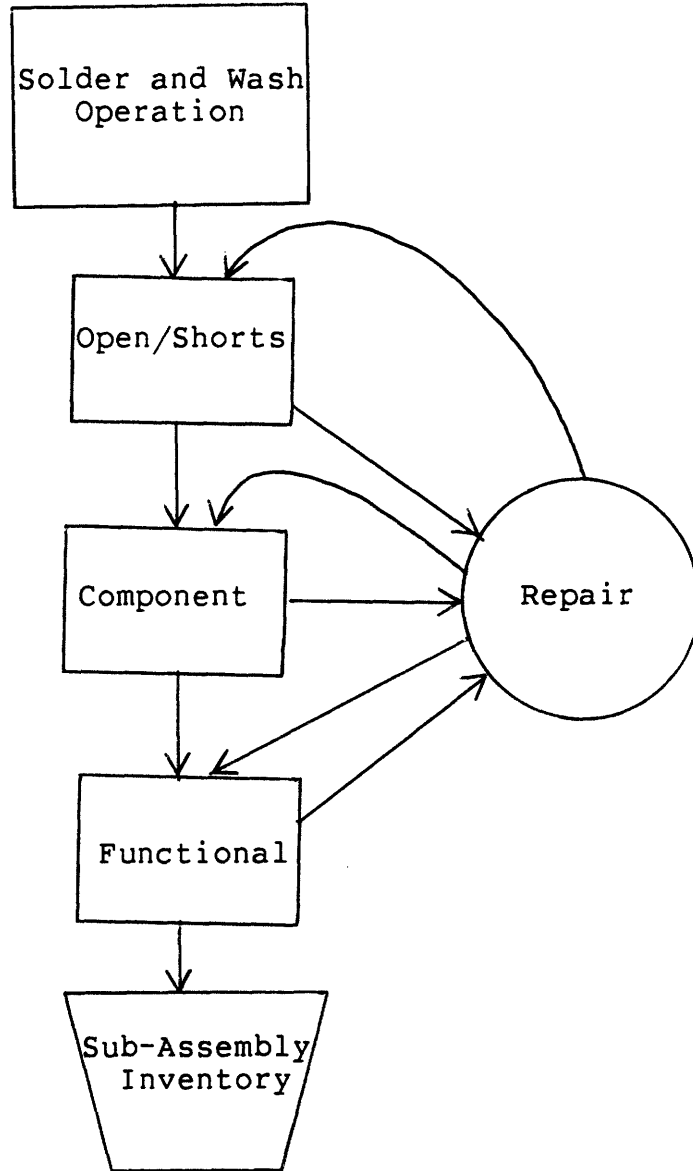 Solder and Wash
Operation
Open/Shorts
Component
Repair
Functional
Sub-Assembly
Inventory